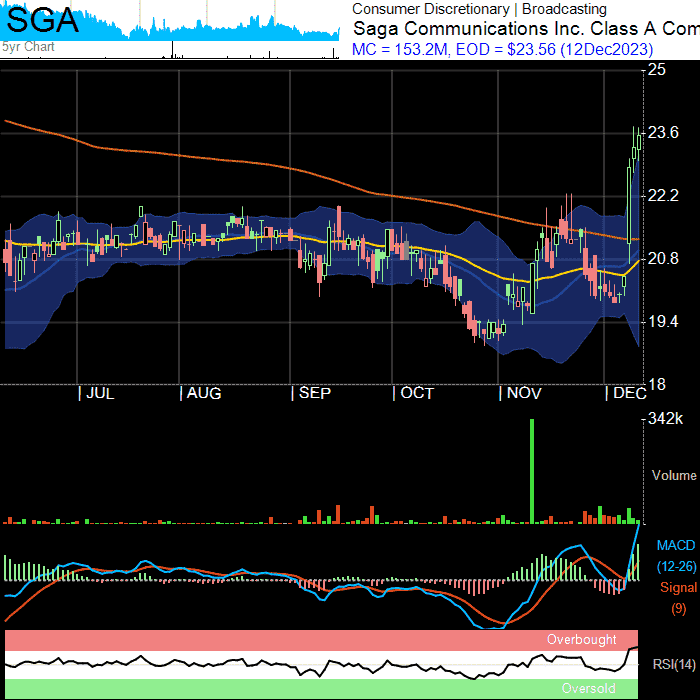 SGA
5yr Chart
Consumer Discretionary | Broadcasting
Saga Communications Inc. Class A Com
MC = 153.2M, EOD = $23.56 (12Dec2023)
25
23.6
22.2
20.8
19.4
18
| JUL | AUG | SEP | OCT | NOV | DEC
342k
Volume
MACD
(12-26)
Signal
(9)
Overbought
RSI(14)
Oversold